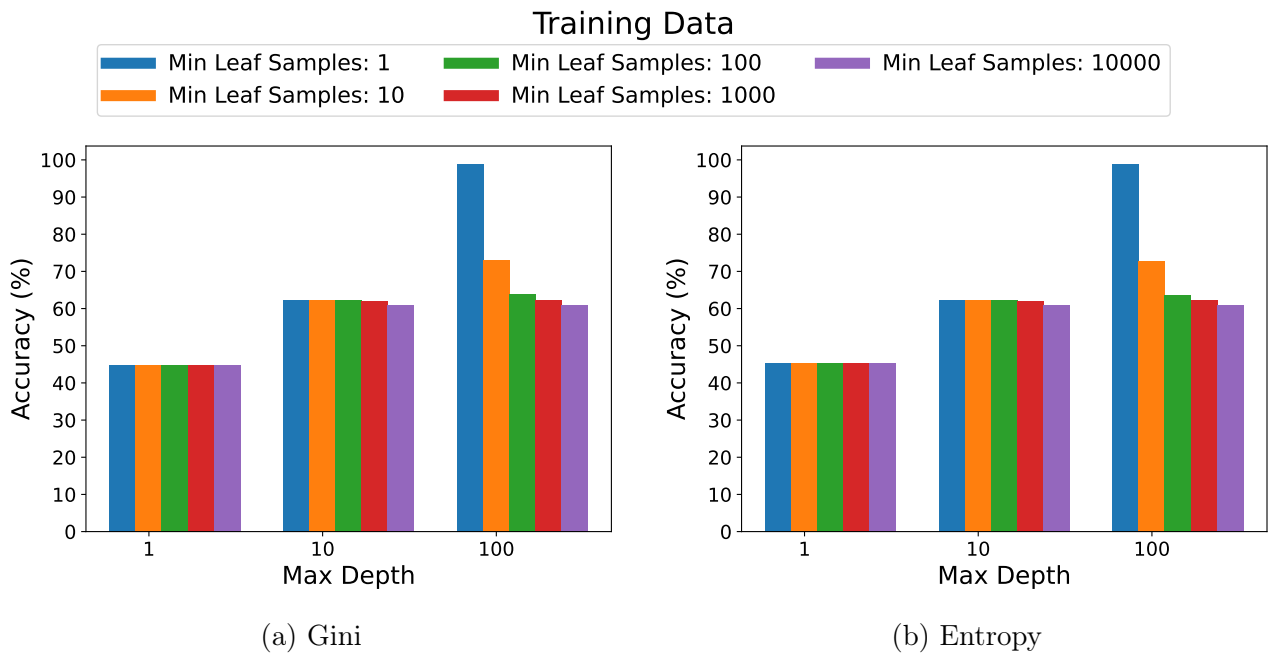 Training Data
Min Leaf Samples: 1
Min Leaf Samples: 100
Min Leaf Samples: 10000
Min Leaf Samples: 10
Min Leaf Samples: 1000
100
90
80
70
60
50
40
30
20
10
0
Accuracy (%)
1 10 100
Max Depth
(a) Gini
100
90
80
70
60
50
40
30
20
10
0
Accuracy (%)
1 10 100
Max Depth
(b) Entropy